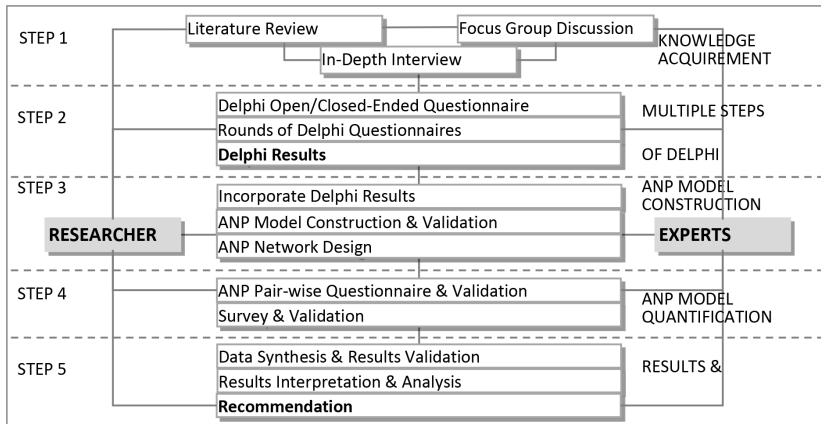 STEP 1
Literature Review
Focus Group Discussion
In-Depth Interview
KNOWLEDGE
ACQUIREMENT
STEP 2
Delphi Open/Closed-Ended Questionnaire
Rounds of Delphi Questionnaires
Delphi Results
MULTIPLE STEPS
OF DELPHI
STEP 3
Incorporate Delphi Results
ANP Model Construction & Validation
ANP Network Design
ANP MODEL
CONSTRUCTION
RESEARCHER
EXPERTS
STEP 4
ANP Pair-wise Questionnaire & Validation
Survey & Validation
ANP MODEL
QUANTIFICATION
STEP 5
Data Synthesis & Results Validation
Results Interpretation & Analysis
Recommendation
RESULTS &